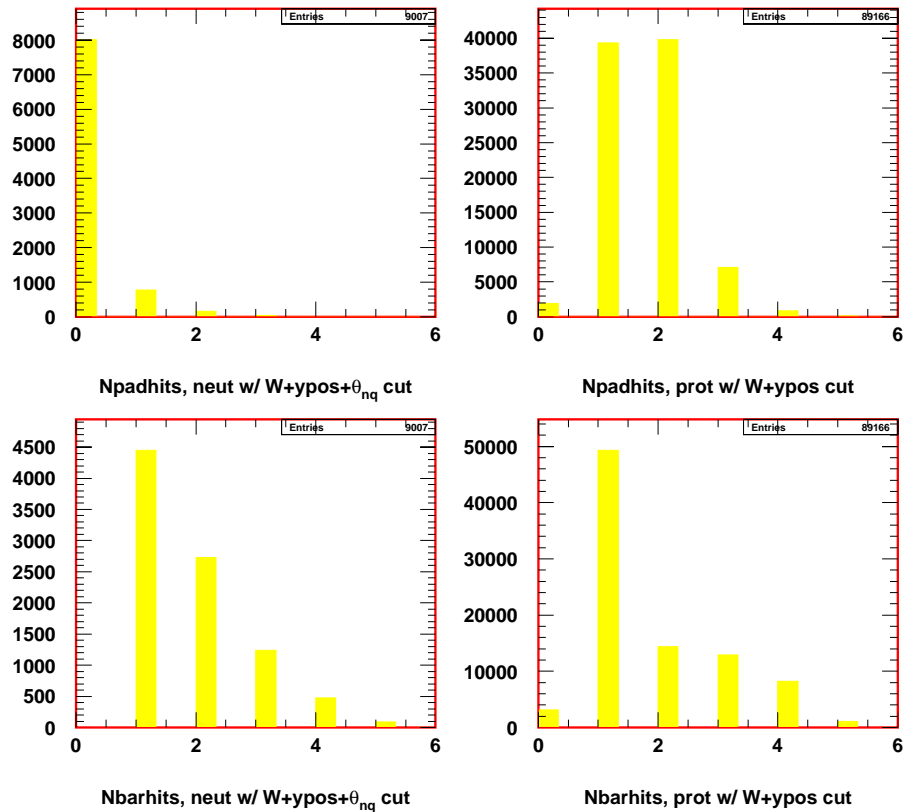 Entries 9007
8000
7000
6000
5000
4000
3000
2000
1000
0
0 2 4 6
Npadhits, neut w/ W+ypos+θnq cut
Entries 89166
40000
35000
30000
25000
20000
15000
10000
5000
0
0 2 4 6
Npadhits, prot w/ W+ypos cut
Entries 9007
4500
4000
3500
3000
2500
2000
1500
1000
500
0
0 2 4 6
Nbarhits, neut w/ W+ypos+θnq cut
Entries 89166
50000
40000
30000
20000
10000
0
0 2 4 6
Nbarhits, prot w/ W+ypos cut